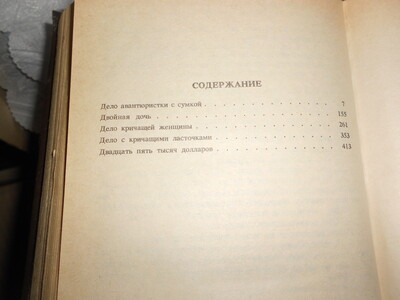 СОДЕРЖАНИЕ
Дело авантюристки с сумкой . . . . . . . . . . . 7
Двойная дочь . . . . . . . . . . . . . . . 155
Дело кричащей женщины . . . . . . . . . . . . 261
Дело с кричащими ласточками . . . . . . . . . . 353
Двадцать пять тысяч долларов . . . . . . . . . . 413